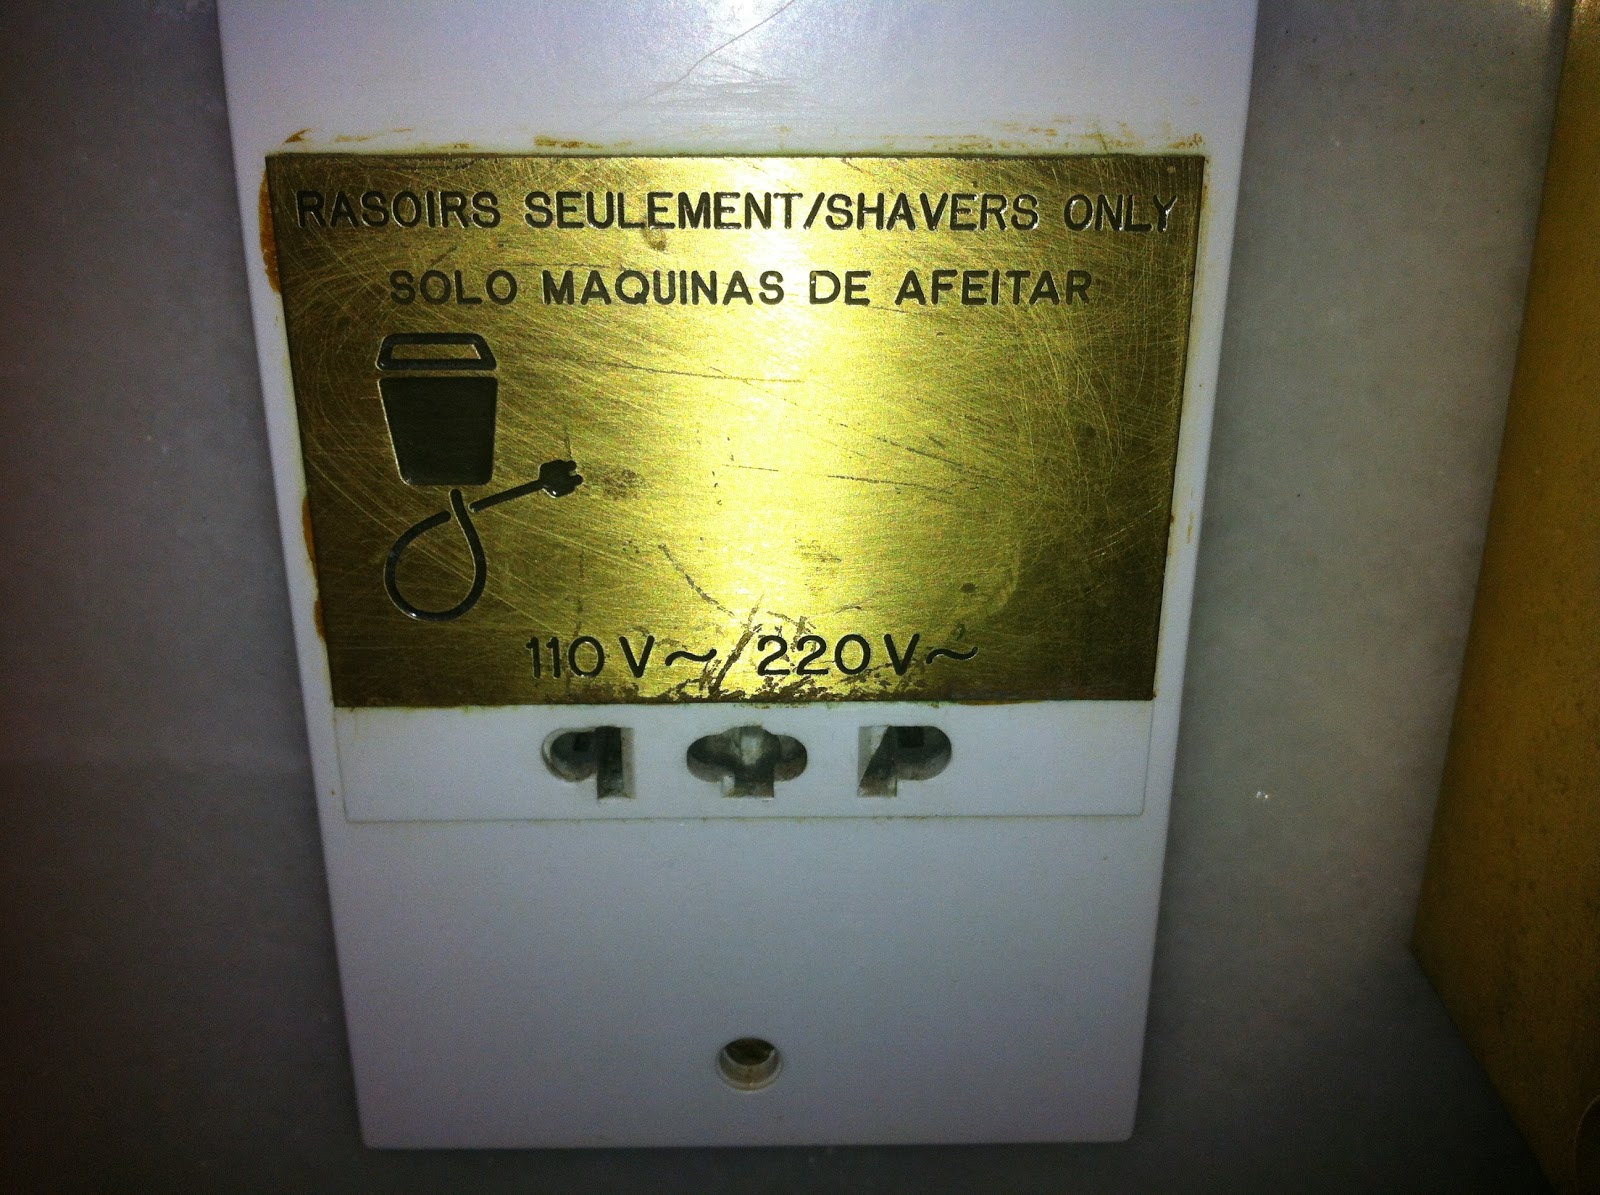 RASOIRS SEULEMENT/SHAVERS ONLY
SOLO MAQUINAS DE AFEITAR
110V~/220V~